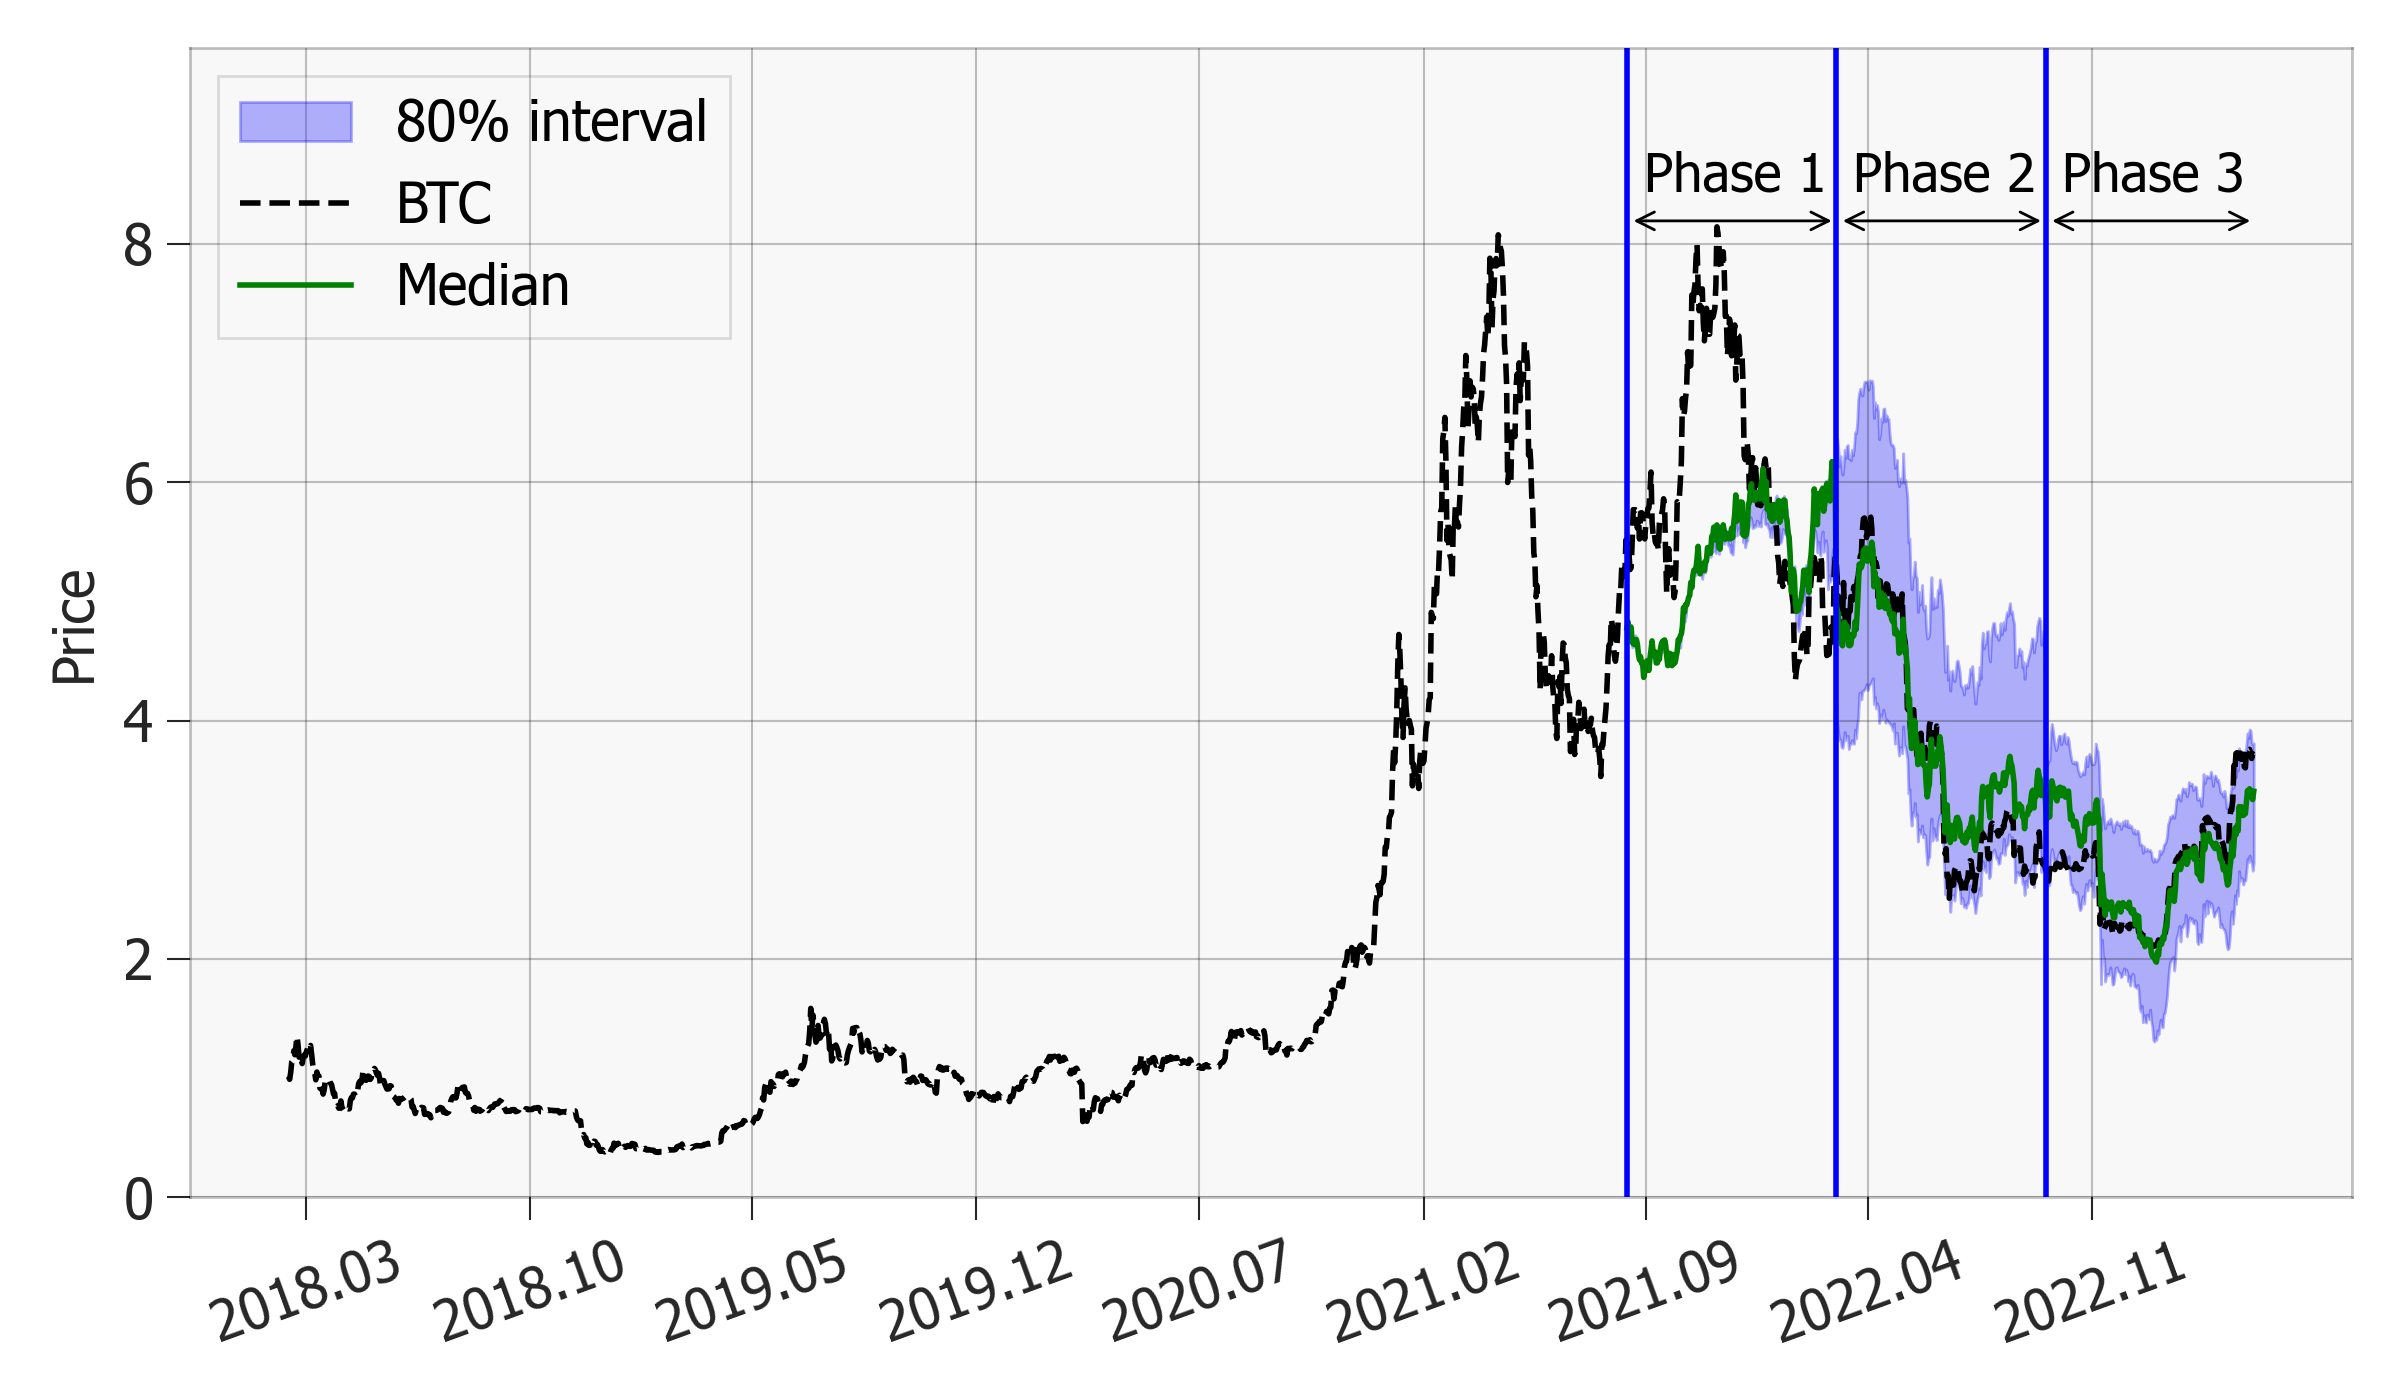 80% interval
BTC
Median
Phase 1
Phase 2
Phase 3
Price
8
6
4
2
0
2018.03
2018.10
2019.05
2019.12
2020.07
2021.02
2021.09
2022.04
2022.11